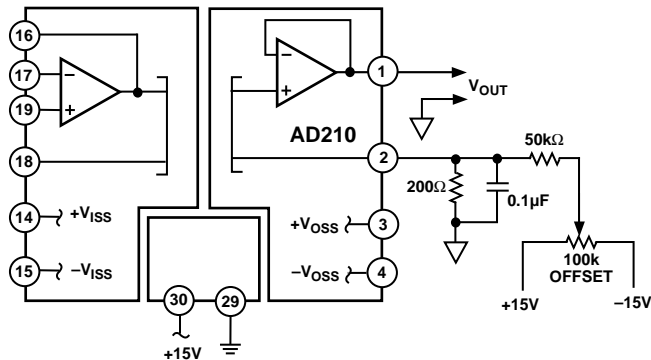 16
17
–
19
+
18
14
+VISS
15
–VISS
30
29
+15V
–
+
1
VOUT
AD210
2
50kΩ
200Ω
0.1µF
+VOSS
3
–VOSS
4
100k
OFFSET
+15V
–15V